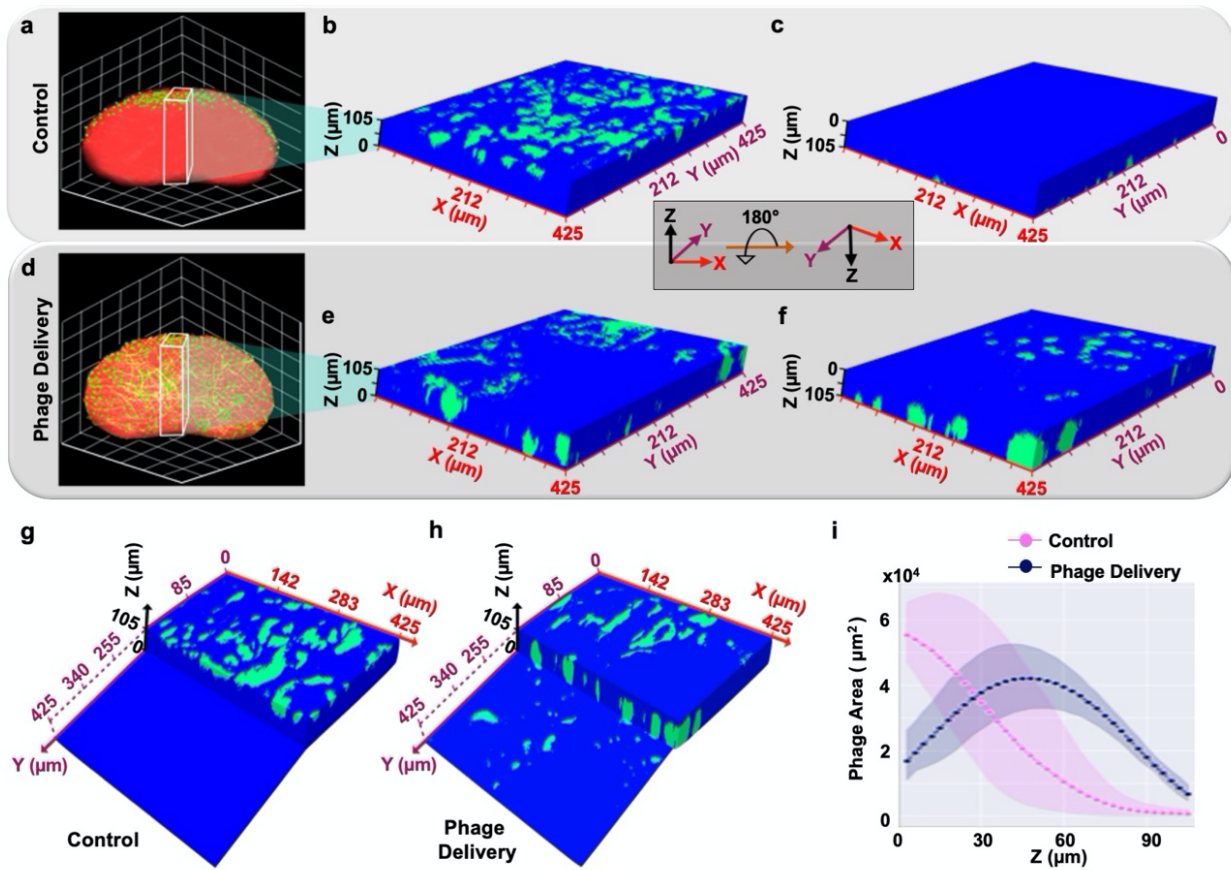 a
b
c
Control
Z (µm)
105
0
212
X (µm)
425
212
Y (µm)
425
Z (µm)
0
105
212
X (µm)
425
212
Y (µm)
0
Z
Y
X
180°
X
Y
Z
d
e
f
Phage Delivery
Z (µm)
105
0
212
X (µm)
425
212
Y (µm)
425
Z (µm)
0
105
212
X (µm)
425
212
Y (µm)
0
g
Z (µm)
105
0
0
85
255
340
425
Y (µm)
142
283
425
X (µm)
Control
h
Z (µm)
105
0
0
85
255
340
425
Y (µm)
142
283
425
X (µm)
Phage
Delivery
i
Control
Phage Delivery
x10⁴
Phage Area ( µm²)
6
4
2
0
0
30
60
90
Z (µm)